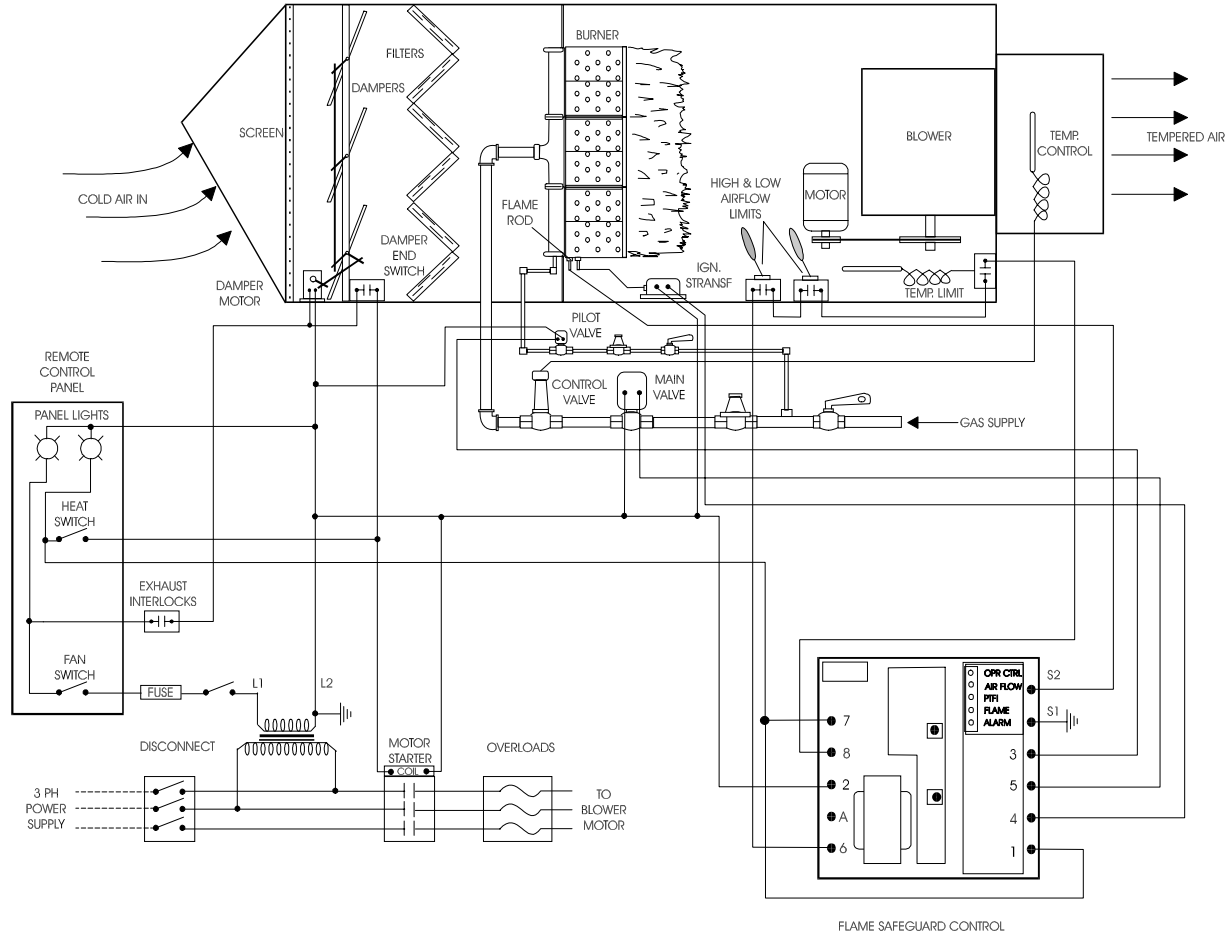 BURNER
FILTERS
DAMPERS
SCREEN
BLOWER
TEMP.
CONTROL
TEMPERED AIR
HIGH & LOW
AIRFLOW
LIMITS
MOTOR
COLD AIR IN
FLAME
ROD
DAMPER
END
SWITCH
IGN.
STRANSF
TEMP. LIMIT
DAMPER
MOTOR
PILOT
VALVE
REMOTE
CONTROL
PANEL
CONTROL
VALVE
MAIN
VALVE
PANEL LIGHTS
GAS SUPPLY
HEAT
SWITCH
EXHAUST
INTERLOCKS
FAN
SWITCH
FUSE
L1
L2
OPR CTRL
AIR FLOW
PTFI
FLAME
ALARM
S2
S1
7
8
2
A
6
3
5
4
1
DISCONNECT
MOTOR
STARTER
COIL
OVERLOADS
3 PH
POWER
SUPPLY
TO
BLOWER
MOTOR
FLAME SAFEGUARD CONTROL